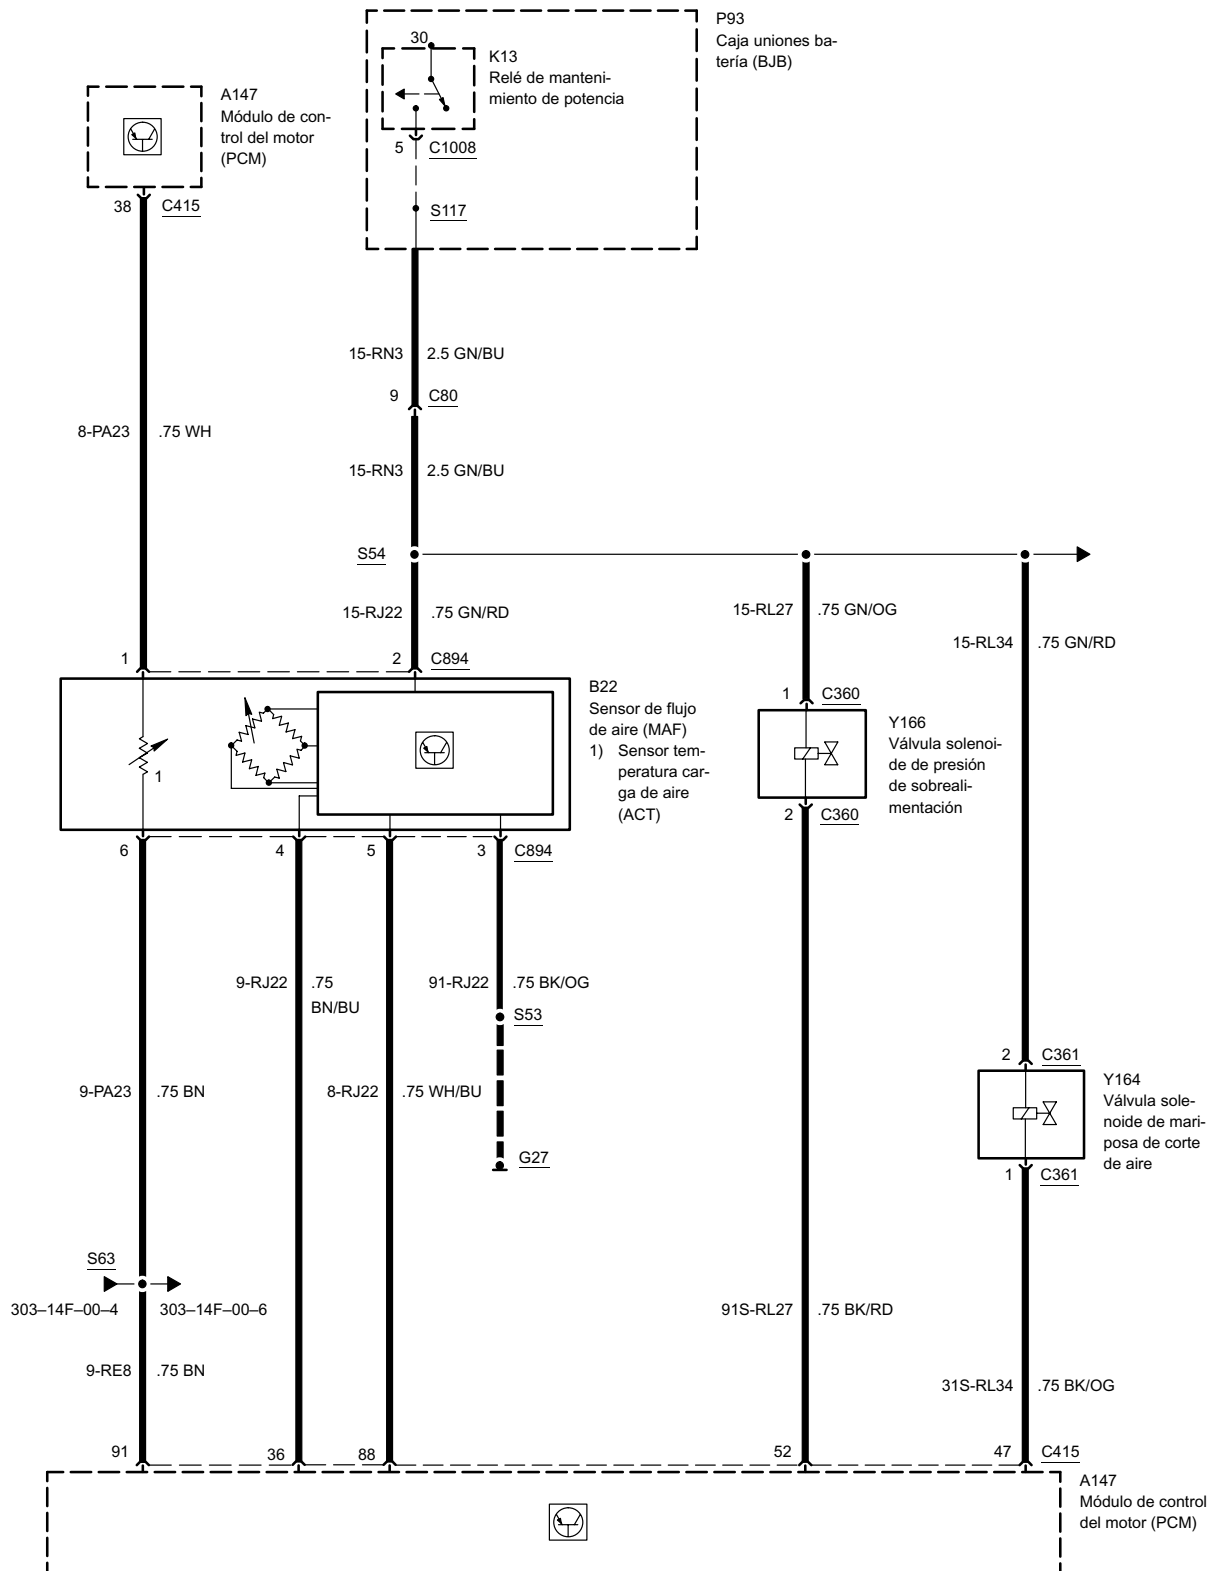 P93
Caja uniones ba-
tería (BJB)
30
K13
Relé de manteni-
miento de potencia
5 C1008
S117
A147
Módulo de con-
trol del motor
(PCM)
38 C415
15-RN3 2.5 GN/BU
9 C80
8-PA23 .75 WH
15-RN3 2.5 GN/BU
S54
15-RJ22 .75 GN/RD
15-RL27 .75 GN/OG
15-RL34 .75 GN/RD
1
2 C894
B22
Sensor de flujo
de aire (MAF)
1) Sensor tem-
peratura car-
ga de aire
(ACT)
1
1 C360
Y166
Válvula solenoi-
de de presión
de sobreali-
mentación
2 C360
6
4
5
3 C894
9-RJ22 .75
BN/BU
91-RJ22 .75 BK/OG
S53
2 C361
Y164
Válvula sole-
noide de mari-
posa de corte
de aire
1 C361
9-PA23 .75 BN
8-RJ22 .75 WH/BU
G27
S63
303–14F–00–4 303–14F–00–6
91S-RL27 .75 BK/RD
9-RE8 .75 BN
31S-RL34 .75 BK/OG
91
36
88
52
47 C415
A147
Módulo de control
del motor (PCM)